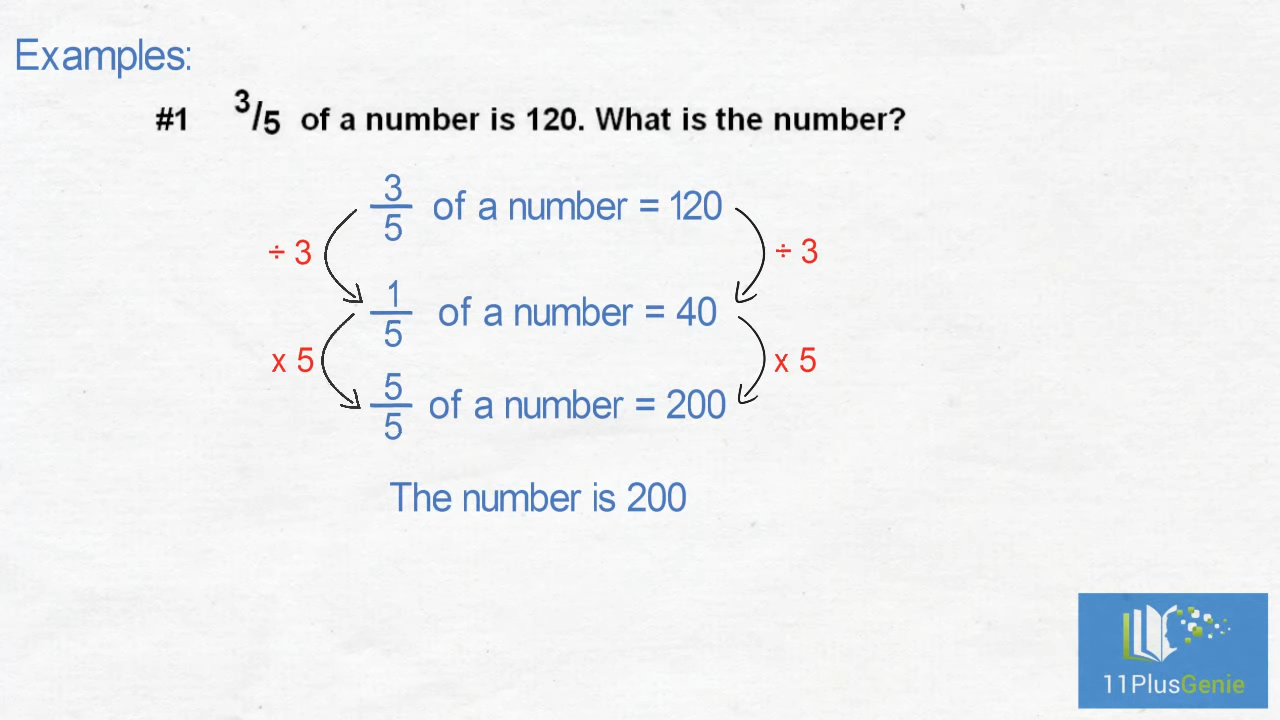 Examples:
#1 3/5 of a number is 120. What is the number?
3/5 of a number = 120
÷ 3 ÷ 3
1/5 of a number = 40
x 5 x 5
5/5 of a number = 200
The number is 200
11PlusGenie